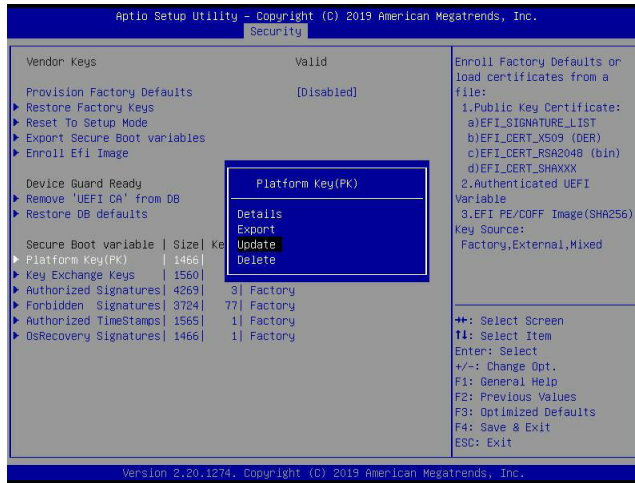 Aptio Setup Utility – Copyright (C) 2019 American Megatrends, Inc.
Security
Vendor Keys Valid
Provision Factory Defaults [Disabled]
Restore Factory Keys
Reset To Setup Mode
Export Secure Boot variables
Enroll Efi Image
Device Guard Ready
Remove 'UEFI CA' from DB
Restore DB defaults
Secure Boot variable | Size| Ke
Platform Key(PK) | 1466|
Key Exchange Keys | 1560|
Authorized Signatures| 4269| 3| Factory
Forbidden Signatures| 3724| 77| Factory
Authorized TimeStamps| 1565| 1| Factory
OsRecovery Signatures| 1466| 1| Factory
Platform Key(PK)
Details
Export
Update
Delete
Enroll Factory Defaults or
load certificates from a
file:
1.Public Key Certificate:
a)EFI_SIGNATURE_LIST
b)EFI_CERT_X509 (DER)
c)EFI_CERT_RSA2048 (bin)
d)EFI_CERT_SHAXXX
2.Authenticated UEFI
Variable
3.EFI PE/COFF Image(SHA256)
Key Source:
Factory,External,Mixed
→←: Select Screen
↑↓: Select Item
Enter: Select
+/-: Change Opt.
F1: General Help
F2: Previous Values
F3: Optimized Defaults
F4: Save & Exit
ESC: Exit
Version 2.20.1274. Copyright (C) 2019 American Megatrends, Inc.